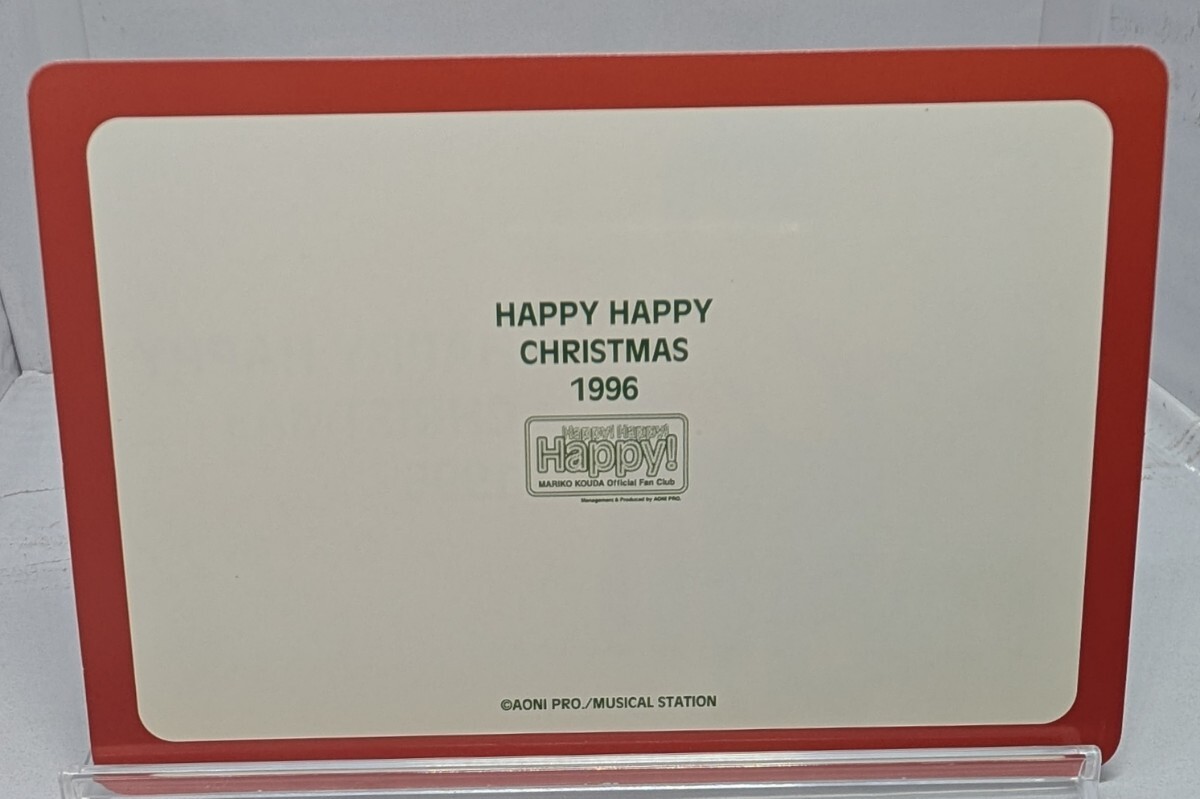 HAPPY HAPPY
CHRISTMAS
1996
Happy! Happy!
Happy!
MARIKO KOUDA Official Fan Club
Management & Produced by AONI PRO.
©AONI PRO./MUSICAL STATION